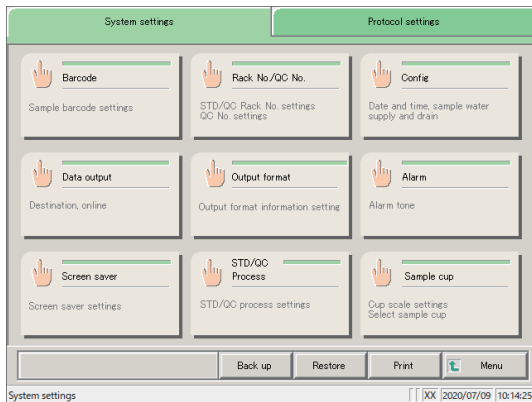 System settings
Protocol settings
Barcode
Sample barcode settings
Rack No./QC No.
STD/QC Rack No. settings
QC No. settings
Config
Date and time, sample water
supply and drain
Data output
Destination, online
Output format
Output format information setting
Alarm
Alarm tone
Screen saver
Screen saver settings
STD/QC
Process
STD/QC process settings
Sample cup
Cup scale settings
Select sample cup
Back up
Restore
Print
Menu
System settings
XX
2020/07/09
10:14:25